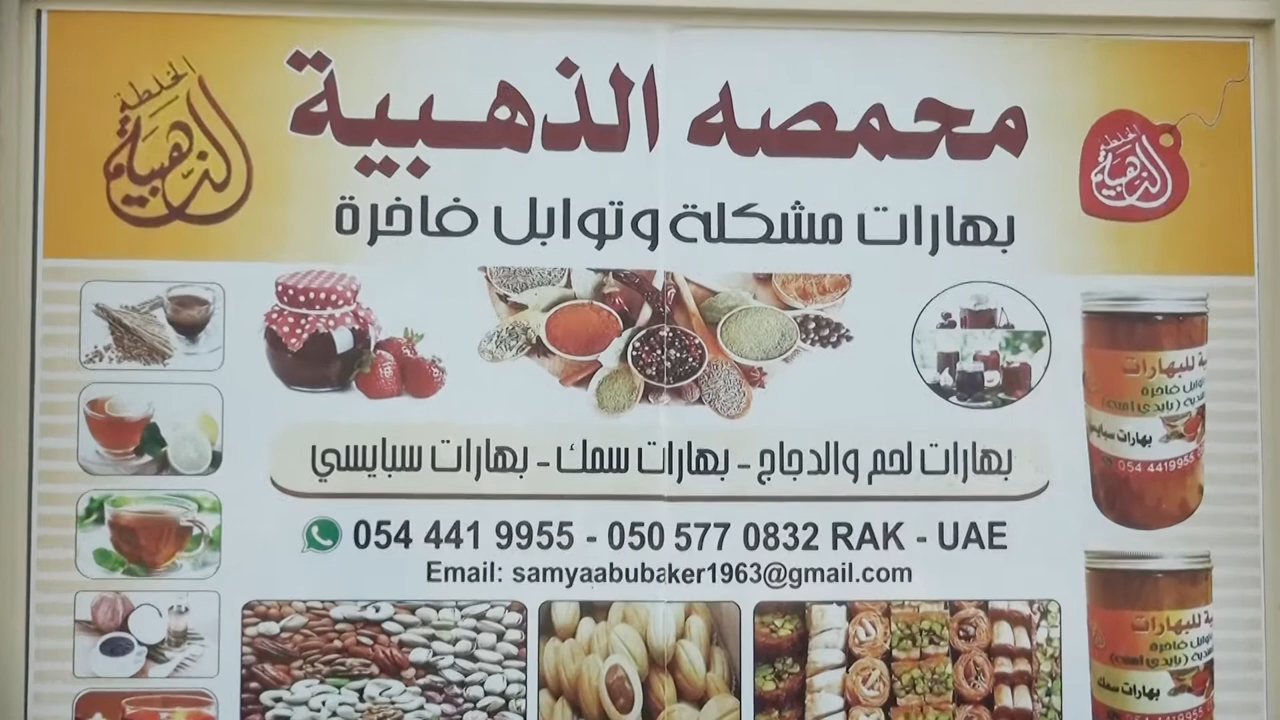 الخلطة
الذهبية
محمصه الذهبية
الخلطة
الذهبية
بهارات مشكلة وتوابل فاخرة
بهارات لحم والدجاج - بهارات سمك - بهارات سبايسي
054 441 9955 - 050 577 0832 RAK - UAE
Email: samyaabubaker1963@gmail.com
للبهارات
توابل فاخرة
بهارات سبايسي
054 4419955
للبهارات
توابل فاخرة
بهارات سمك